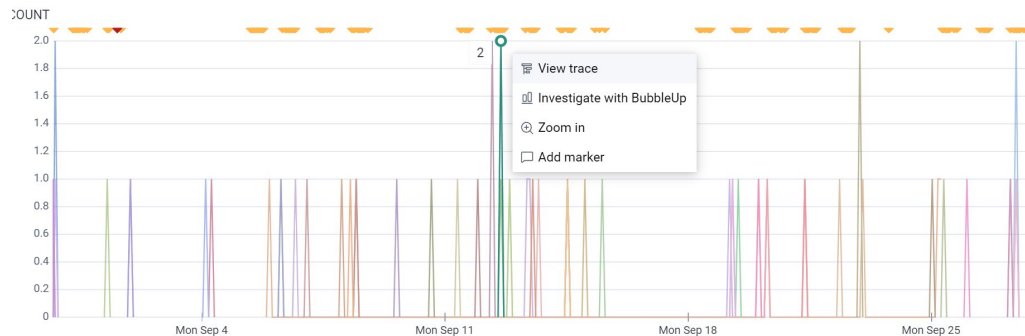 COUNT
2.0
1.8
1.6
1.4
1.2
1.0
0.8
0.6
0.4
0.2
0
2
View trace
Investigate with BubbleUp
Zoom in
Add marker
Mon Sep 4
Mon Sep 11
Mon Sep 18
Mon Sep 25